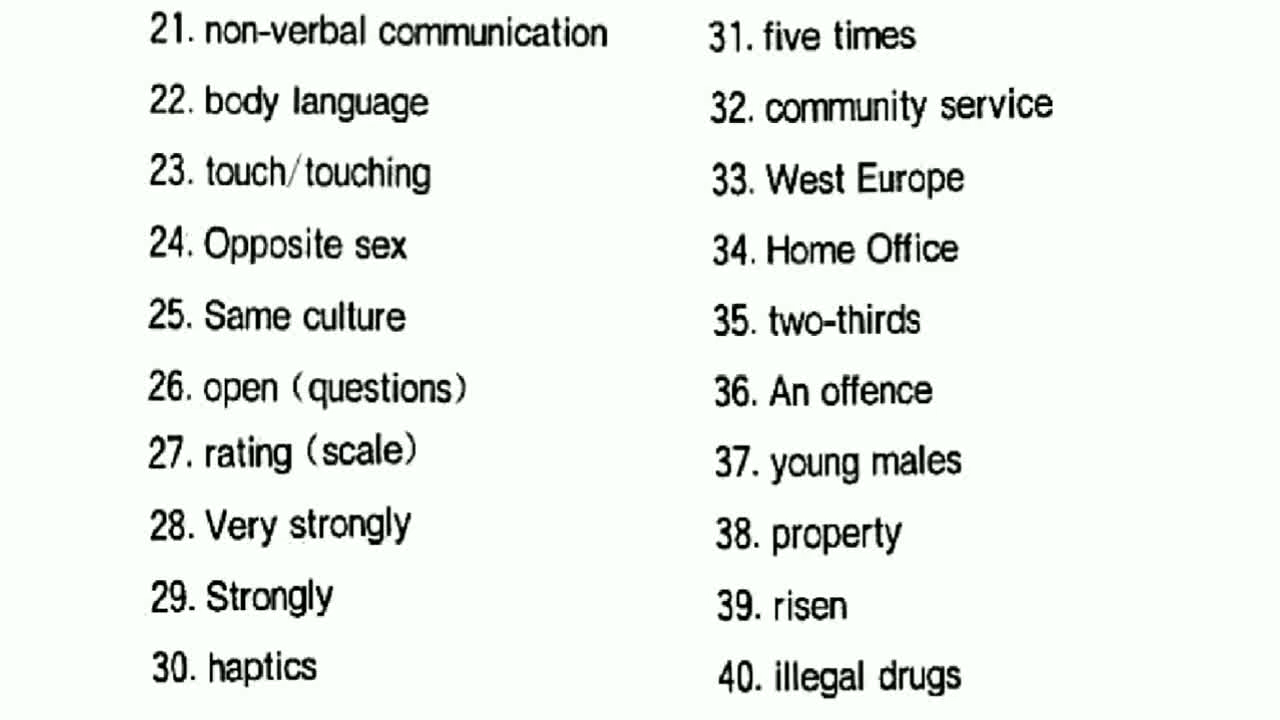 21. non-verbal communication
22. body language
23. touch/touching
24. Opposite sex
25. Same culture
26. open (questions)
27. rating (scale)
28. Very strongly
29. Strongly
30. haptics
31. five times
32. community service
33. West Europe
34. Home Office
35. two-thirds
36. An offence
37. young males
38. property
39. risen
40. illegal drugs